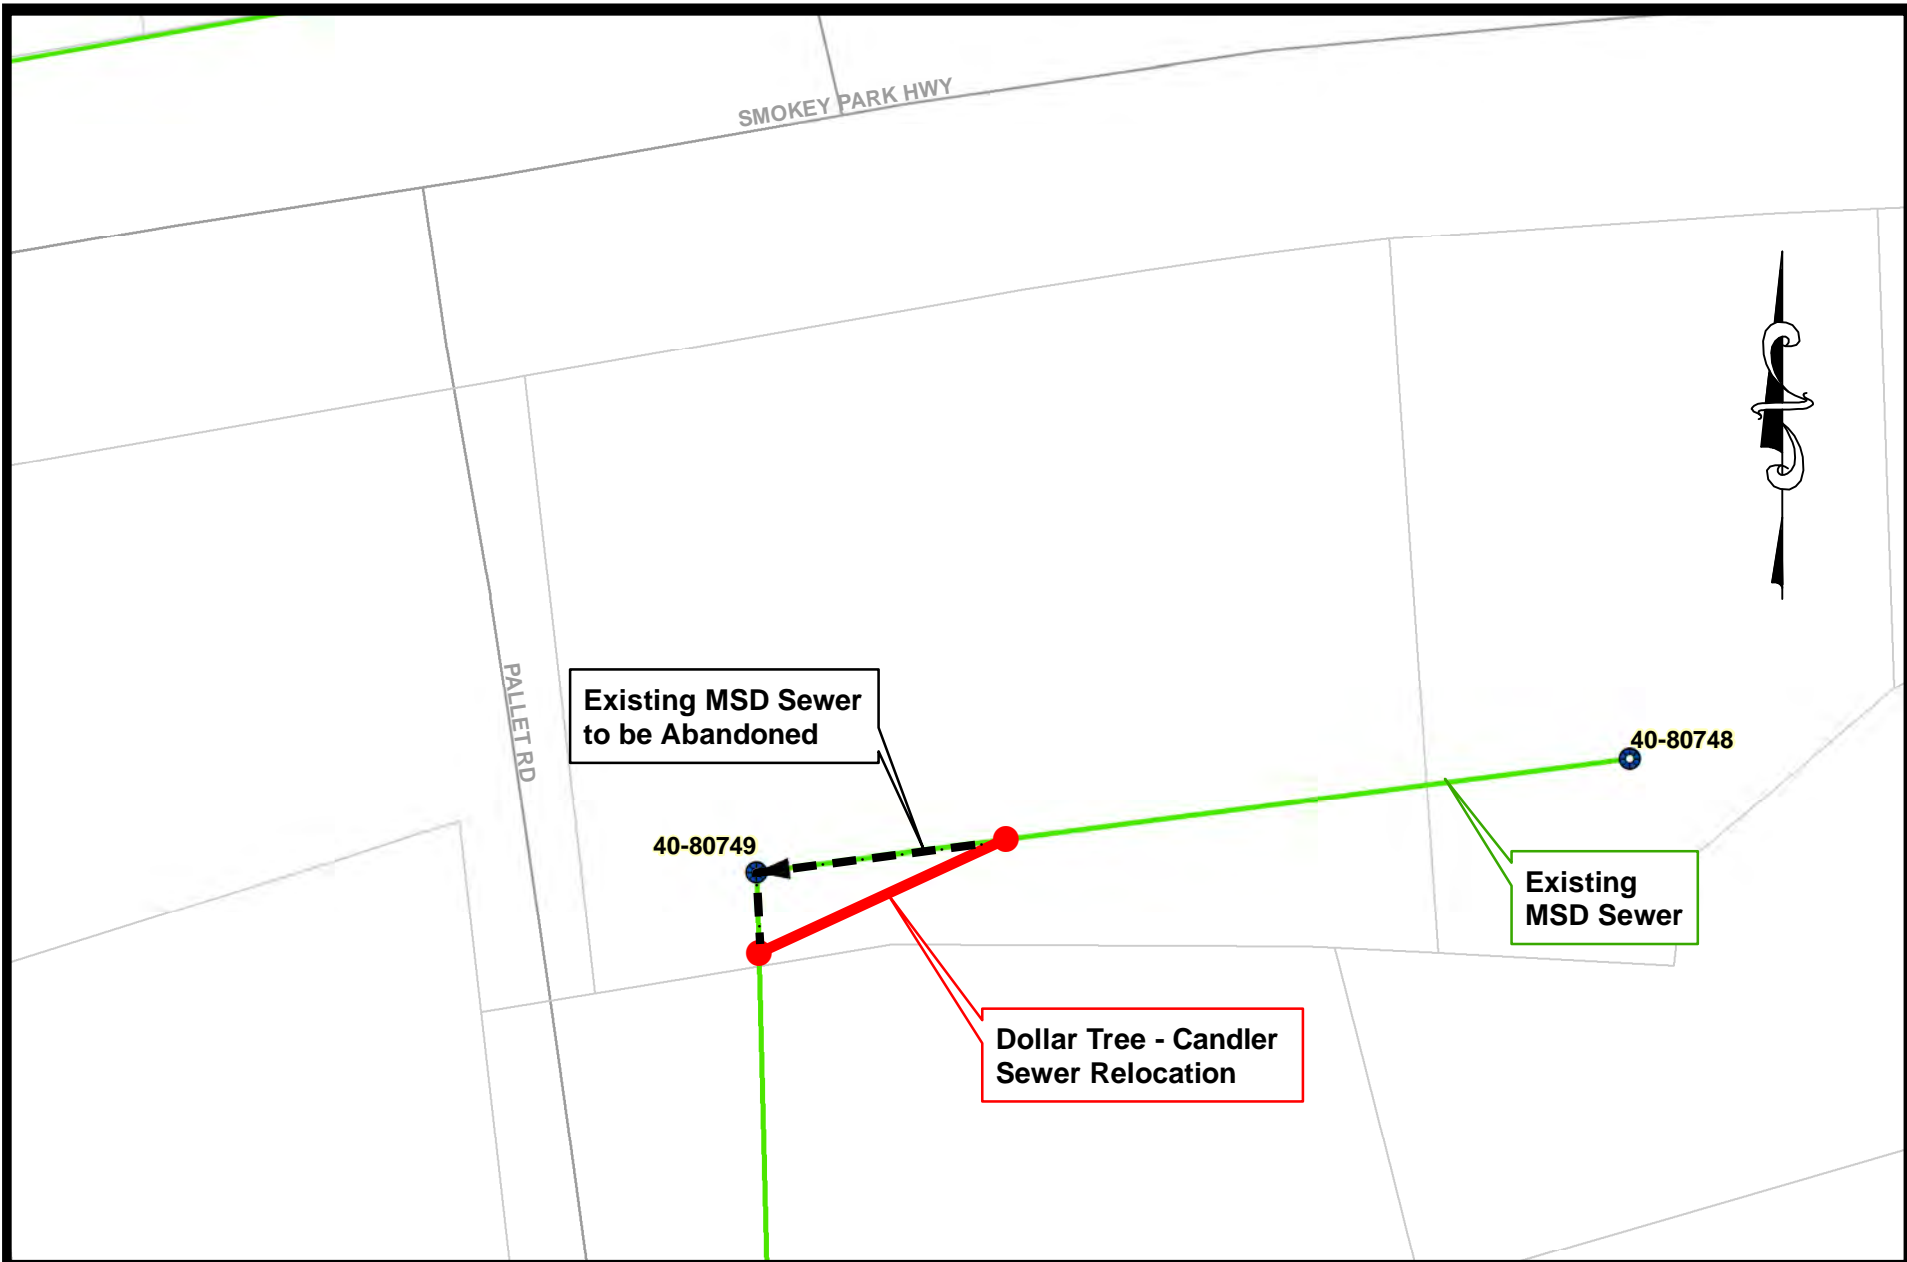 SMOKEY PARK HWY
PALLET RD
Existing MSD Sewer
to be Abandoned
40-80748
40-80749
Existing
MSD Sewer
Dollar Tree - Candler
Sewer Relocation